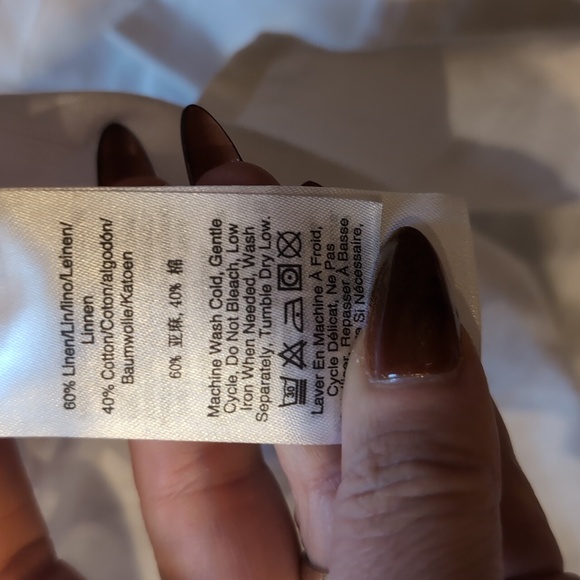 60% Linen/Lin/lino/Leinen/
Linnen
40% Cotton/Coton/algodón/
Baumwolle/Katoen
60% 亚麻, 40% 棉
Machine Wash Cold, Gentle
Cycle, Do Not Bleach, Low
Iron When Needed, Wash
Separately, Tumble Dry Low.
30
Laver En Machine À Froid,
Cycle Délicat, Ne Pas
Repasser À Basse
Si Nécessaire,